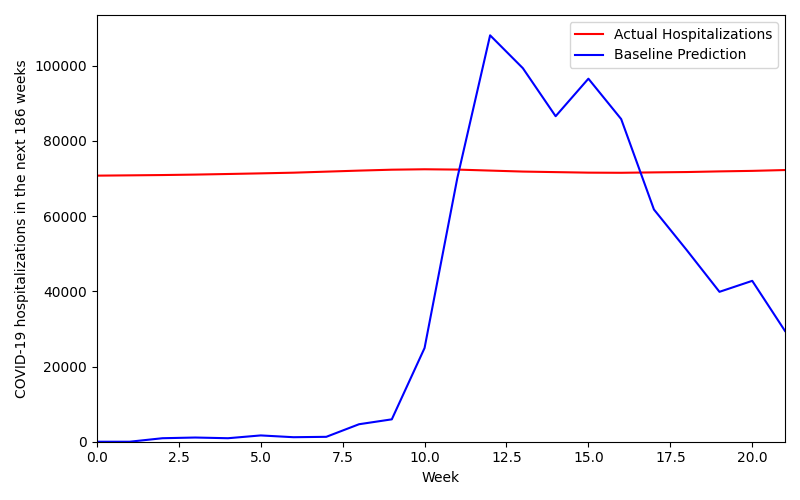 Actual Hospitalizations
Baseline Prediction
COVID-19 hospitalizations in the next 186 weeks
100000
80000
60000
40000
20000
0
0.0 2.5 5.0 7.5 10.0 12.5 15.0 17.5 20.0
Week